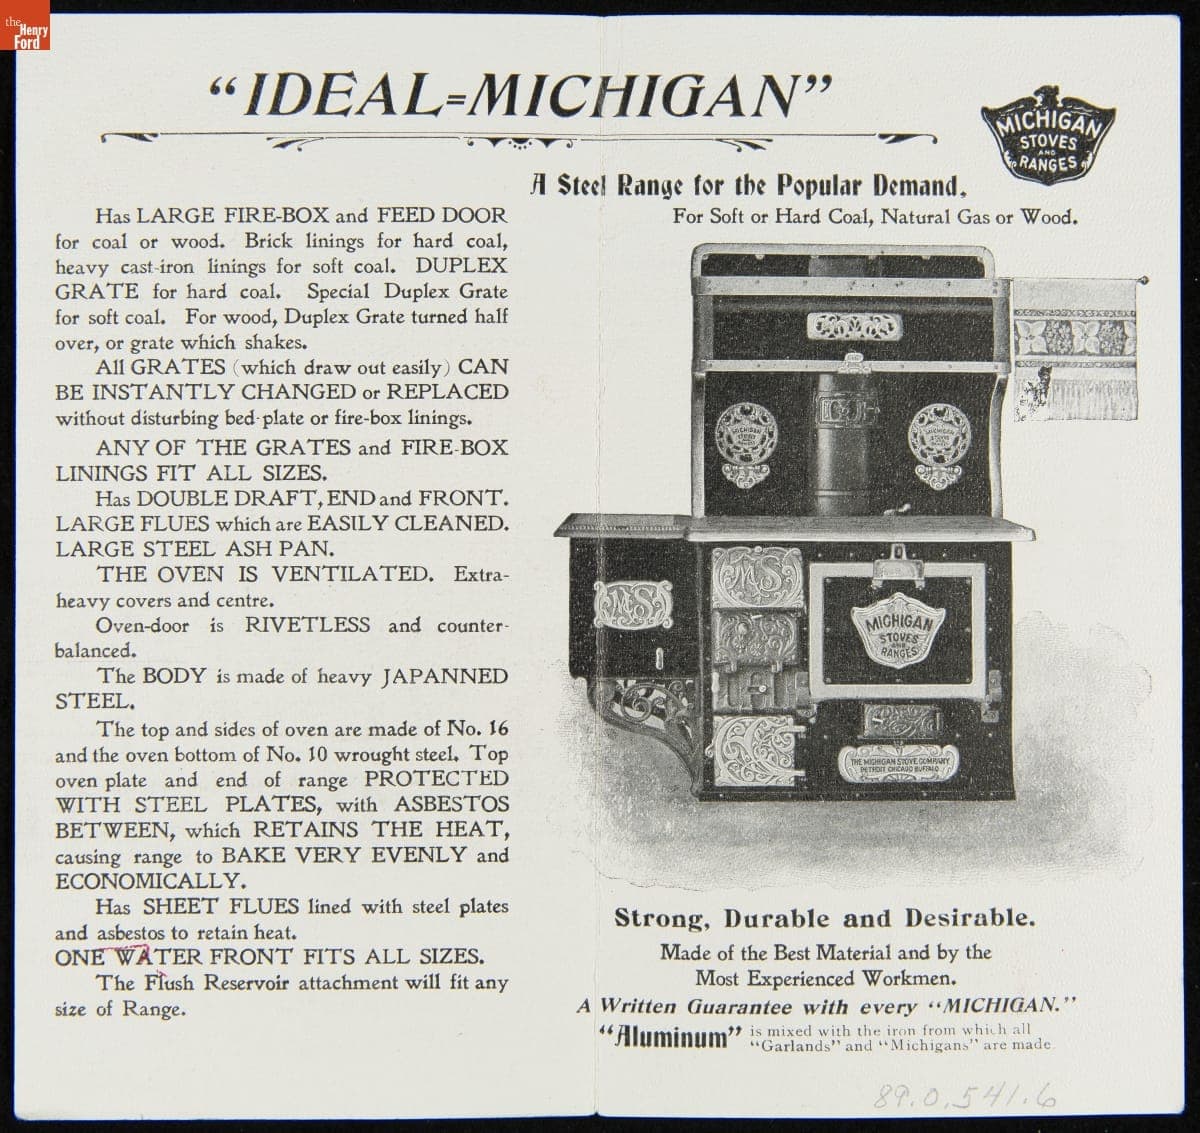 the
Henry
Ford
"IDEAL=MICHIGAN"
MICHIGAN
STOVES
AND
RANGES
A Steel Range for the Popular Demand.
For Soft or Hard Coal, Natural Gas or Wood.
Has LARGE FIRE-BOX and FEED DOOR
for coal or wood. Brick linings for hard coal,
heavy cast-iron linings for soft coal. DUPLEX
GRATE for hard coal. Special Duplex Grate
for soft coal. For wood, Duplex Grate turned half
over, or grate which shakes.
All GRATES (which draw out easily) CAN
BE INSTANTLY CHANGED or REPLACED
without disturbing bed-plate or fire-box linings.
ANY OF THE GRATES and FIRE-BOX
LININGS FIT ALL SIZES.
Has DOUBLE DRAFT, END and FRONT.
LARGE FLUES which are EASILY CLEANED.
LARGE STEEL ASH PAN.
THE OVEN IS VENTILATED. Extra-
heavy covers and centre.
Oven-door is RIVETLESS and counter-
balanced.
The BODY is made of heavy JAPANNED
STEEL.
The top and sides of oven are made of No. 16
and the oven bottom of No. 10 wrought steel. Top
oven plate and end of range PROTECTED
WITH STEEL PLATES, with ASBESTOS
BETWEEN, which RETAINS THE HEAT,
causing range to BAKE VERY EVENLY and
ECONOMICALLY.
Has SHEET FLUES lined with steel plates
and asbestos to retain heat.
ONE WATER FRONT FITS ALL SIZES.
The Flush Reservoir attachment will fit any
size of Range.
MICHIGAN
STOVES
AND
RANGES
MICHIGAN
STOVES
AND
RANGES
M S
M S
MICHIGAN
STOVES
AND
RANGES
THE MICHIGAN STOVE COMPANY
DETROIT CHICAGO BUFFALO
Strong, Durable and Desirable.
Made of the Best Material and by the
Most Experienced Workmen.
A Written Guarantee with every "MICHIGAN."
"Aluminum" is mixed with the iron from which all
"Garlands" and "Michigans" are made.
89.0.541.6